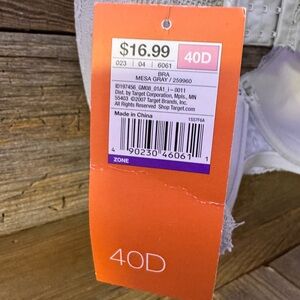 $16.99
40D
023 | 04 | 6061
BRA
MESA GRAY / 259960
ID197456_GM08_01A1_i - 0011
Dist. by Target Corporation, Mpls., MN
55403 ©2007 Target Brands, Inc.
All Rights Reserved Shop Target.com
Made in China
4 90230 46061 1
ZONE
40D